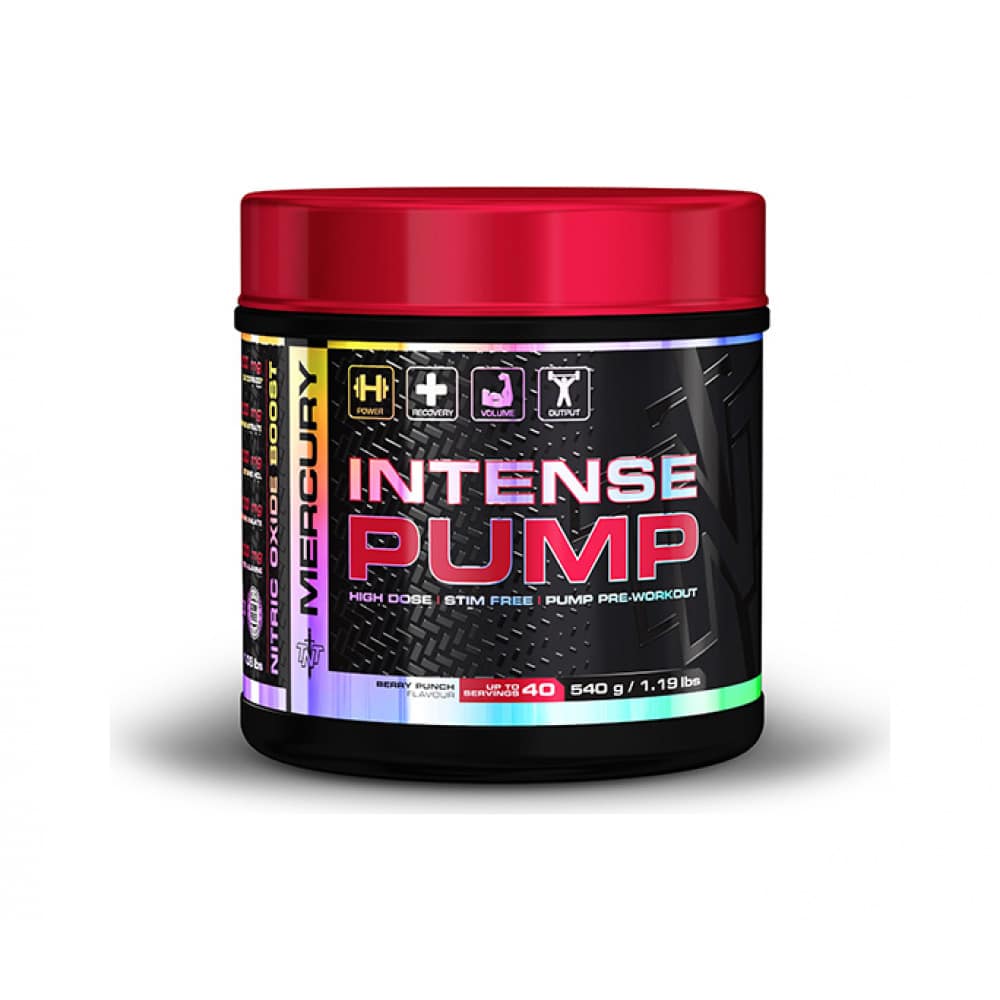 POWER
RECOVERY
VOLUME
OUTPUT
INTENSE
PUMP
HIGH DOSE | STIM FREE | PUMP PRE-WORKOUT
BERRY PUNCH
FLAVOUR
UP TO
SERVINGS 40
540 g / 1.19 lbs
MERCURY
TNT
NITRIC OXIDE BOOST